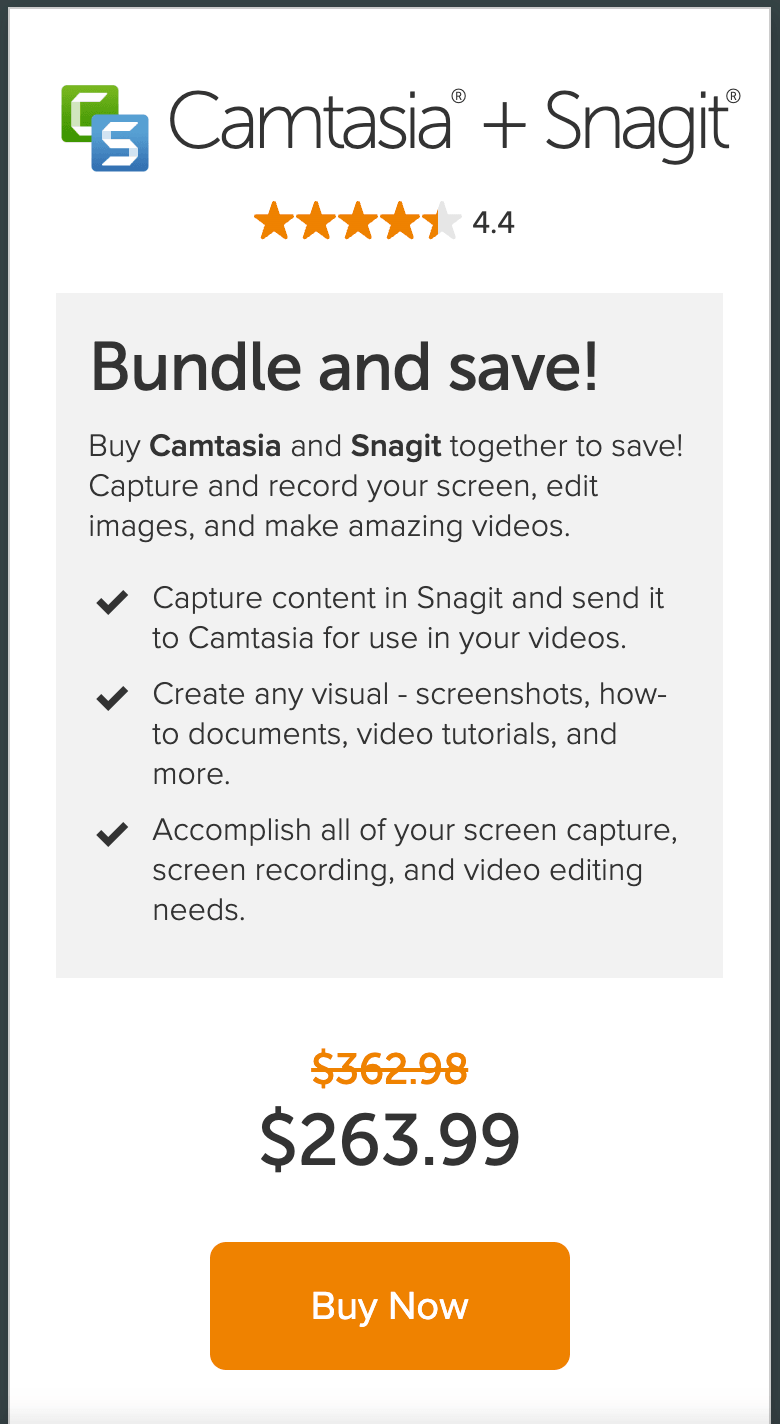 Camtasia® + Snagit®
4.4
Bundle and save!
Buy Camtasia and Snagit together to save!
Capture and record your screen, edit
images, and make amazing videos.
Capture content in Snagit and send it
to Camtasia for use in your videos.
Create any visual - screenshots, how-
to documents, video tutorials, and
more.
Accomplish all of your screen capture,
screen recording, and video editing
needs.
$362.98
$263.99
Buy Now